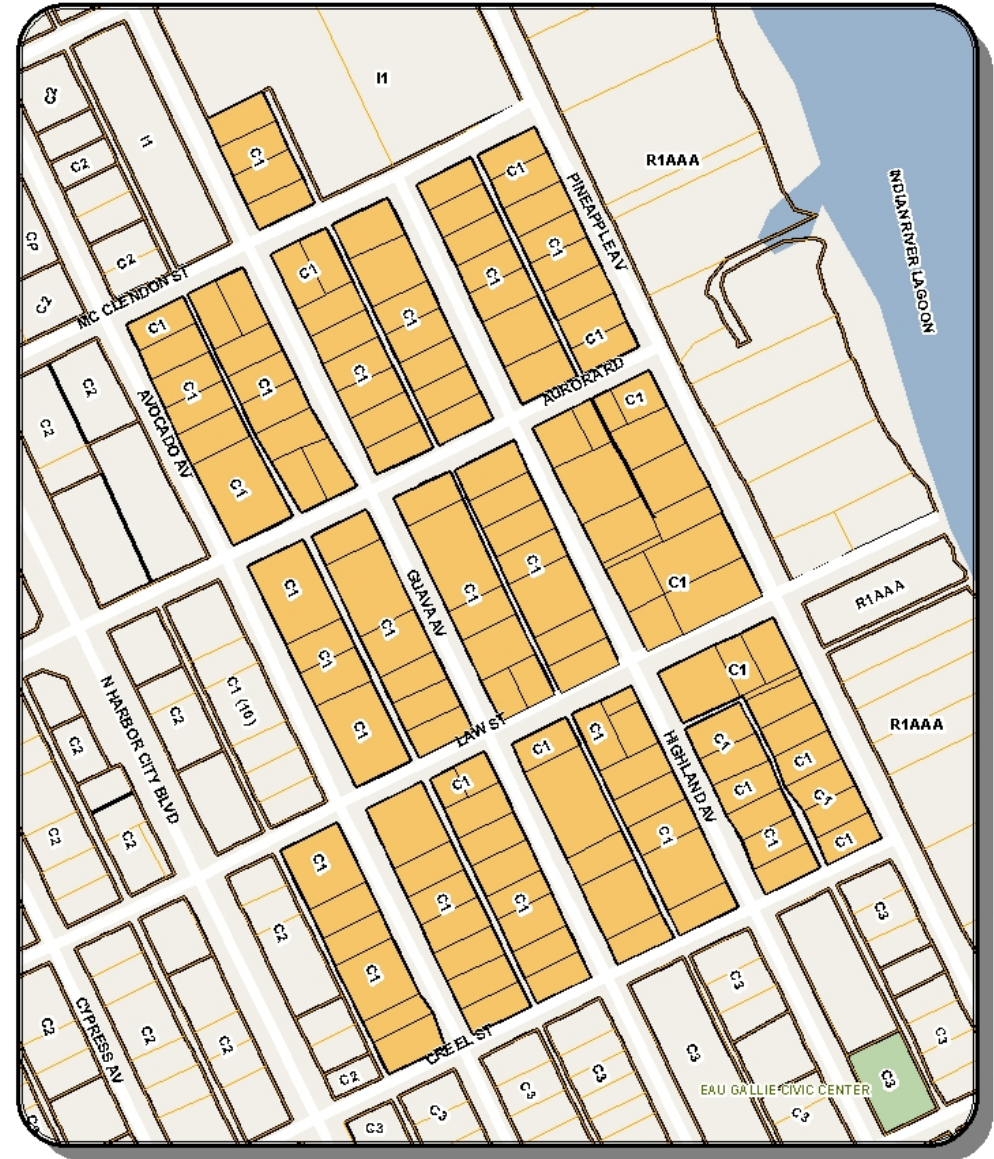 I1
C2
I1
C1
C2
R1AAA
C1
INDIAN RIVER LAGOON
PINEAPPLE AV
CP
C2
C1
C1
C2
MC CLENDON ST
C1
C1
C1
C1
AURORA RD
C2
C1
C1
C1
AVOCADO AV
C1
C2
C1
C1
C1
GUAVA AV
C1
C1
C1
R1AAA
C1
C1
C1
C1 (10)
N HARBOR CITY BLVD
C2
C2
C1
LAW ST
C1
C1
R1AAA
HIGHLAND AV
C1
C1
C1
C1
C1
C2
C2
C1
C1
C1
C1
C1
C1
C1
C2
C3
C1
C3
C2
C2
C2
CYPRESS AV
CREEL ST
C3
C3
C3
C2
C3
C3
EAU GALLIE CIVIC CENTER
C3
C3
C3